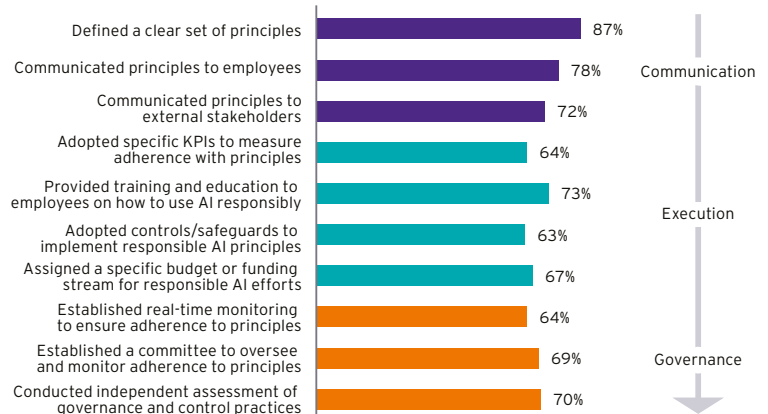 Defined a clear set of principles
87%
Communicated principles to employees
78%
Communication
Communicated principles to
external stakeholders
72%
Adopted specific KPIs to measure
adherence with principles
64%
Provided training and education to
employees on how to use AI responsibly
73%
Execution
Adopted controls/safeguards to
implement responsible AI principles
63%
Assigned a specific budget or funding
stream for responsible AI efforts
67%
Established real-time monitoring
to ensure adherence to principles
64%
Established a committee to oversee
and monitor adherence to principles
69%
Governance
Conducted independent assessment of
governance and control practices
70%